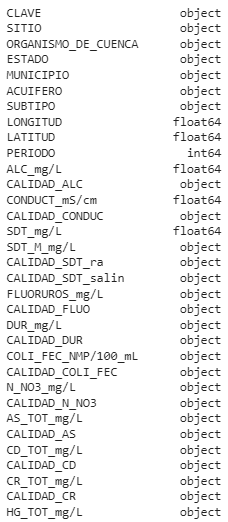 CLAVE object
SITIO object
ORGANISMO_DE_CUENCA object
ESTADO object
MUNICIPIO object
ACUIFERO object
SUBTIPO object
LONGITUD float64
LATITUD float64
PERIODO int64
ALC_mg/L float64
CALIDAD_ALC object
CONDUCT_mS/cm float64
CALIDAD_CONDUC object
SDT_mg/L float64
SDT_M_mg/L object
CALIDAD_SDT_ra object
CALIDAD_SDT_salin object
FLUORUROS_mg/L object
CALIDAD_FLUO object
DUR_mg/L object
CALIDAD_DUR object
COLI_FEC_NMP/100_mL object
CALIDAD_COLI_FEC object
N_NO3_mg/L object
CALIDAD_N_NO3 object
AS_TOT_mg/L object
CALIDAD_AS object
CD_TOT_mg/L object
CALIDAD_CD object
CR_TOT_mg/L object
CALIDAD_CR object
HG_TOT_mg/L object